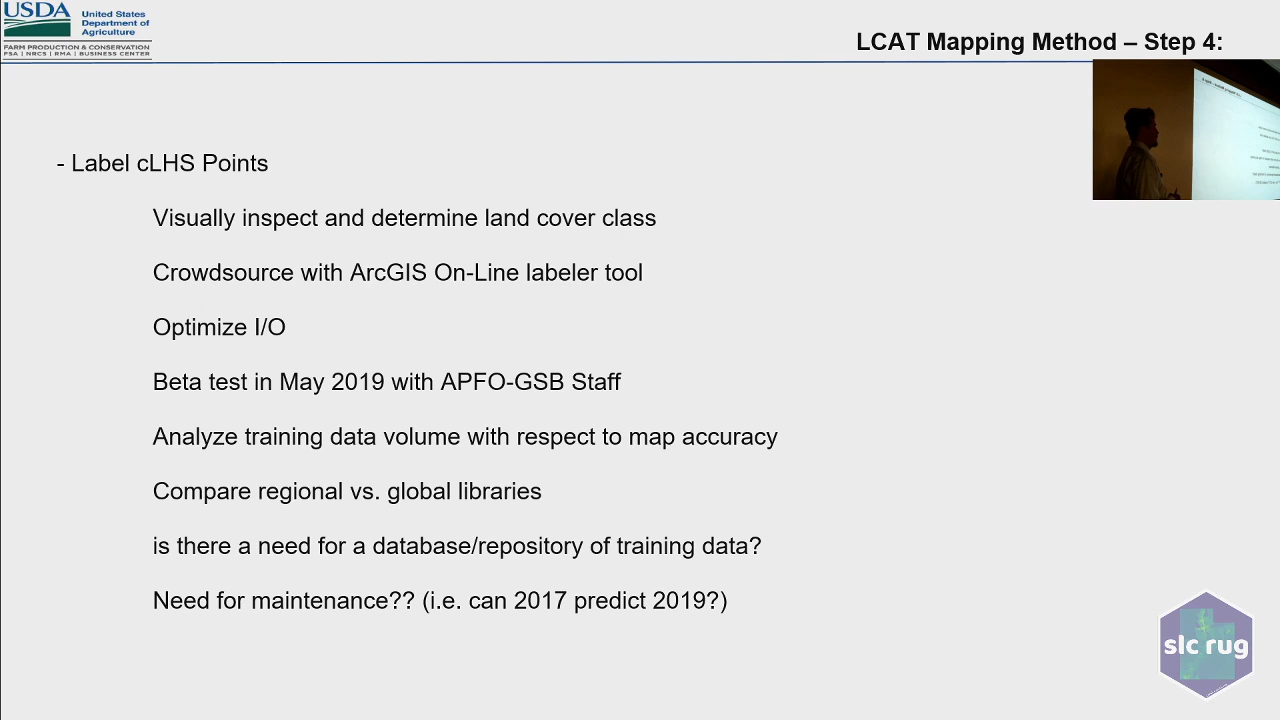 USDA
United States
Department of
Agriculture
FARM PRODUCTION & CONSERVATION
FSA | NRCS | RMA | BUSINESS CENTER
LCAT Mapping Method – Step 4:
- Label cLHS Points
Visually inspect and determine land cover class
Crowdsource with ArcGIS On-Line labeler tool
Optimize I/O
Beta test in May 2019 with APFO-GSB Staff
Analyze training data volume with respect to map accuracy
Compare regional vs. global libraries
is there a need for a database/repository of training data?
Need for maintenance?? (i.e. can 2017 predict 2019?)
slc rug